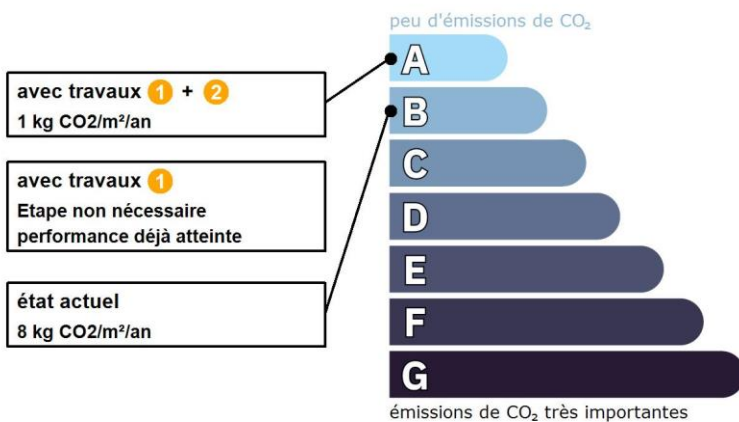 peu d'émissions de CO₂
A
B
C
D
E
F
G
émissions de CO₂ très importantes
avec travaux 1 + 2
1 kg CO2/m²/an
avec travaux 1
Etape non nécessaire
performance déjà atteinte
état actuel
8 kg CO2/m²/an